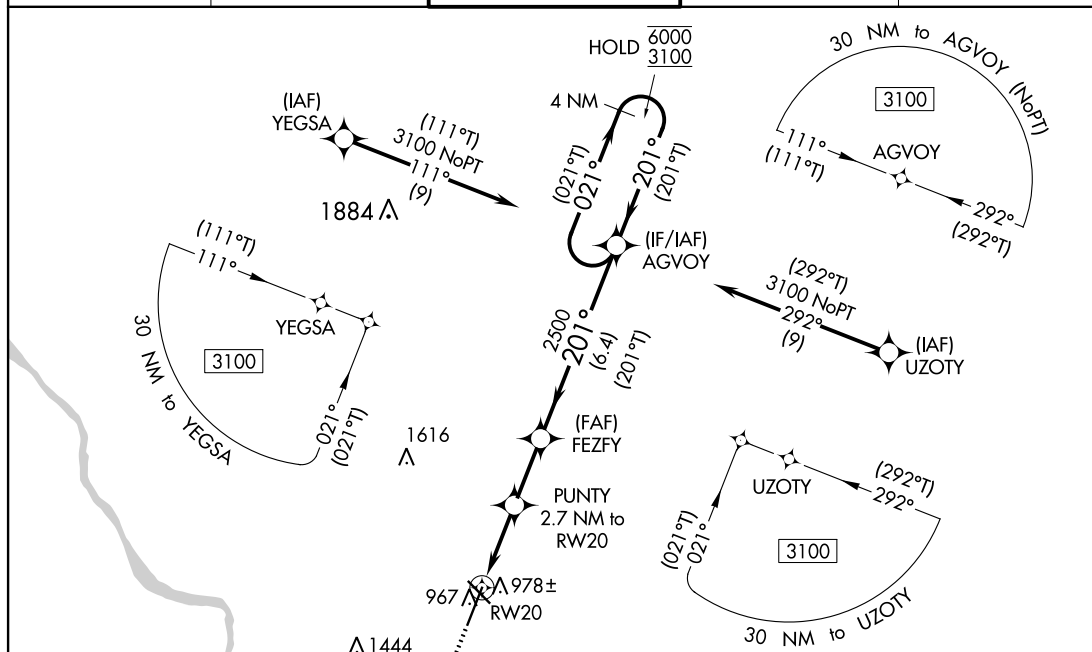 HOLD 6000
3100
4 NM
(IAF)
YEGSA
(111°T)
3100 NoPT
111°
(9)
1884
(021°T)
021°
201°
(201°T)
30 NM to AGVOY (NoPT)
3100
111°
(111°T)
AGVOY
292°
(292°T)
(IF/IAF)
AGVOY
(111°T)
111°
YEGSA
3100
30 NM to YEGSA
021°
(021°T)
2500
201°
(6.4)
(201°T)
(292°T)
3100 NoPT
292°
(9)
(IAF)
UZOTY
1616
(FAF)
FEZFY
PUNTY
2.7 NM to
RW20
967
978±
RW20
1444
UZOTY
(292°T)
292°
(021°T)
021°
3100
30 NM to UZOTY